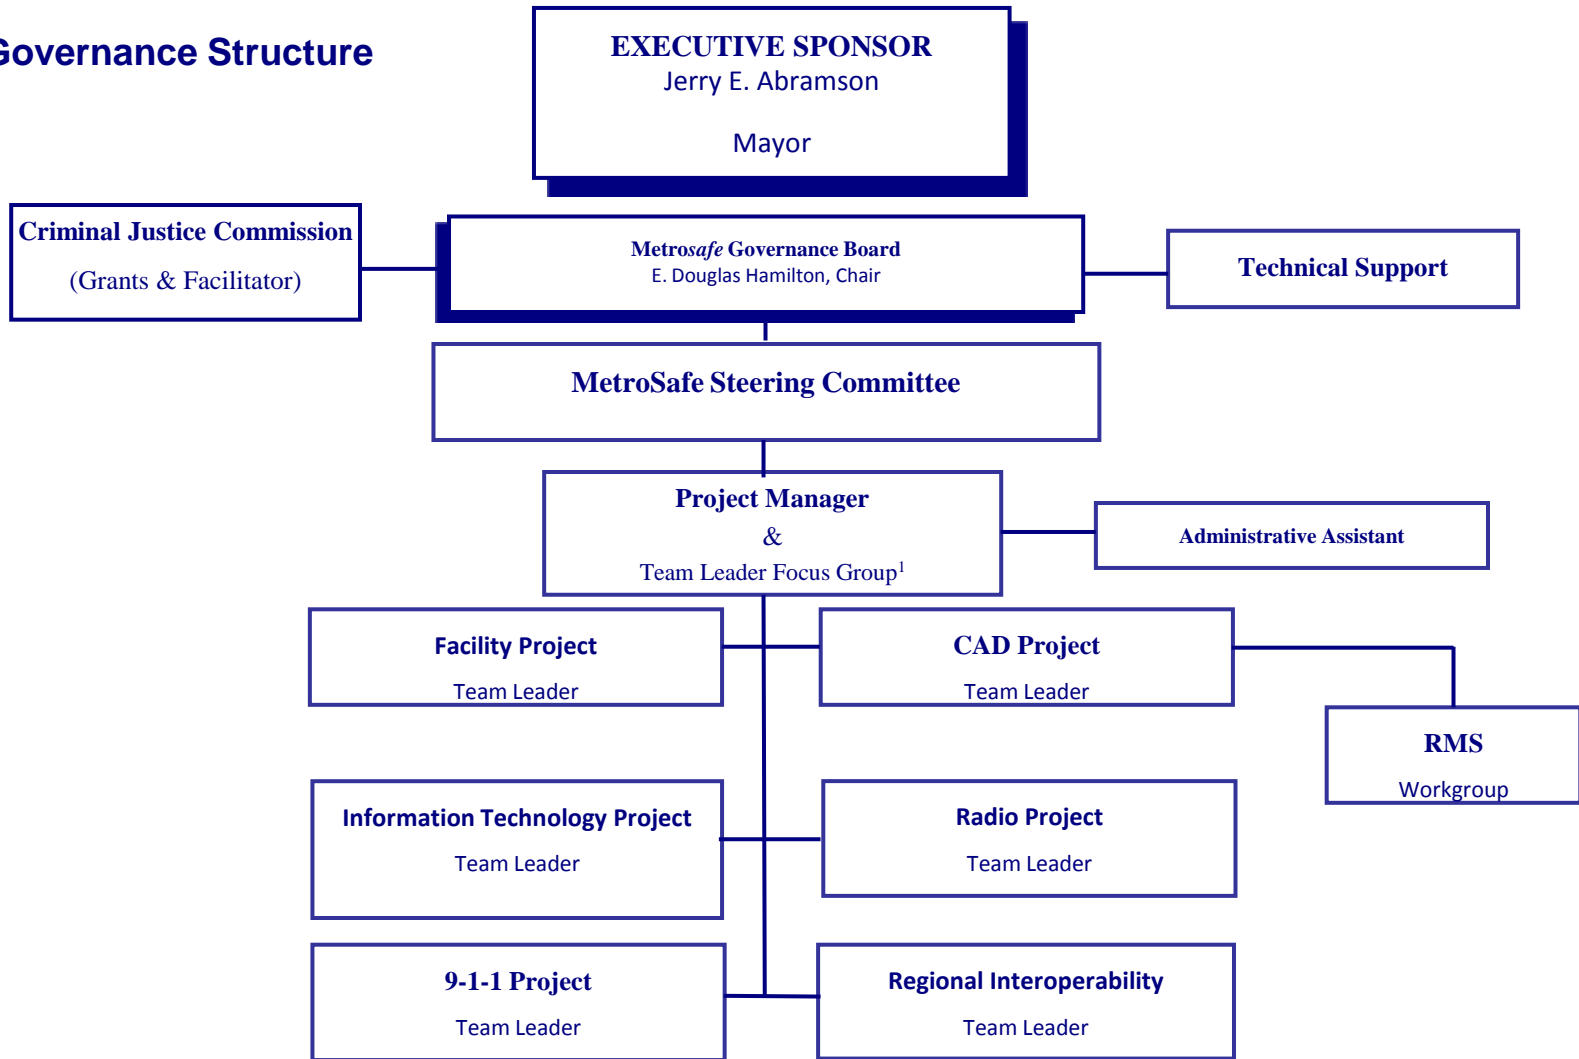 Governance Structure
EXECUTIVE SPONSOR
Jerry E. Abramson
Mayor
Criminal Justice Commission
(Grants & Facilitator)
Metrosafe Governance Board
E. Douglas Hamilton, Chair
Technical Support
MetroSafe Steering Committee
Project Manager
&
Team Leader Focus Group¹
Administrative Assistant
Facility Project
Team Leader
CAD Project
Team Leader
RMS
Workgroup
Information Technology Project
Team Leader
Radio Project
Team Leader
9-1-1 Project
Team Leader
Regional Interoperability
Team Leader